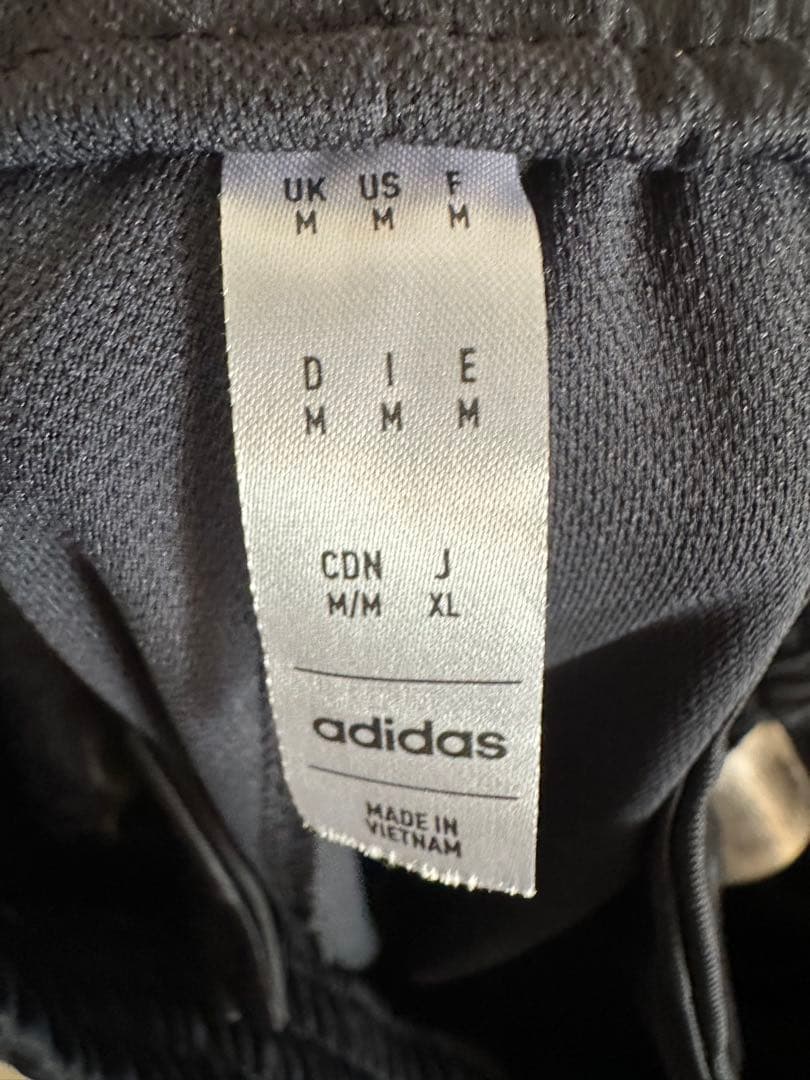 UK US F
M M M
D I E
M M M
CDN J
M/M XL
adidas
MADE IN
VIETNAM